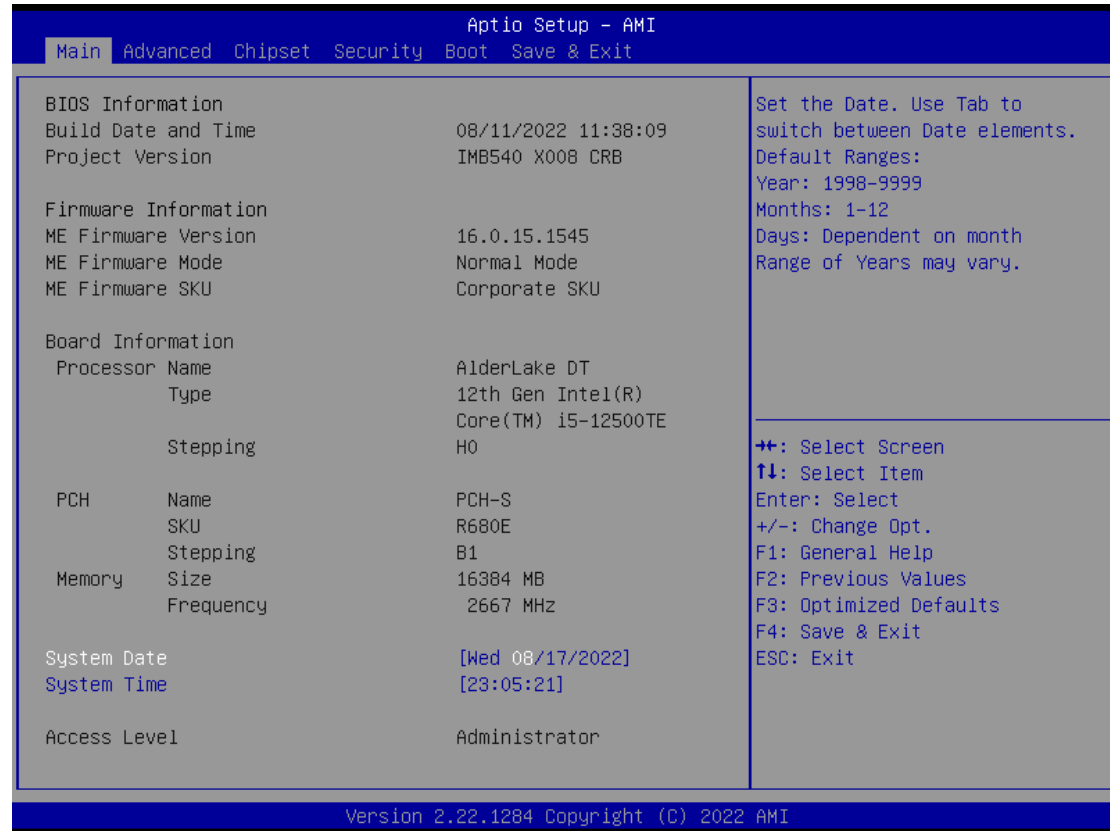 Aptio Setup - AMI
Main Advanced Chipset Security Boot Save & Exit
BIOS Information
Build Date and Time 08/11/2022 11:38:09
Project Version IMB540 X008 CRB
Firmware Information
ME Firmware Version 16.0.15.1545
ME Firmware Mode Normal Mode
ME Firmware SKU Corporate SKU
Board Information
Processor Name AlderLake DT
Type 12th Gen Intel(R)
Core(TM) i5-12500TE
Stepping H0
PCH Name PCH-S
SKU R680E
Stepping B1
Memory Size 16384 MB
Frequency 2667 MHz
System Date [Wed 08/17/2022]
System Time [23:05:21]
Access Level Administrator
Set the Date. Use Tab to
switch between Date elements.
Default Ranges:
Year: 1998-9999
Months: 1-12
Days: Dependent on month
Range of Years may vary.
→←: Select Screen
↑↓: Select Item
Enter: Select
+/-: Change Opt.
F1: General Help
F2: Previous Values
F3: Optimized Defaults
F4: Save & Exit
ESC: Exit
Version 2.22.1284 Copyright (C) 2022 AMI